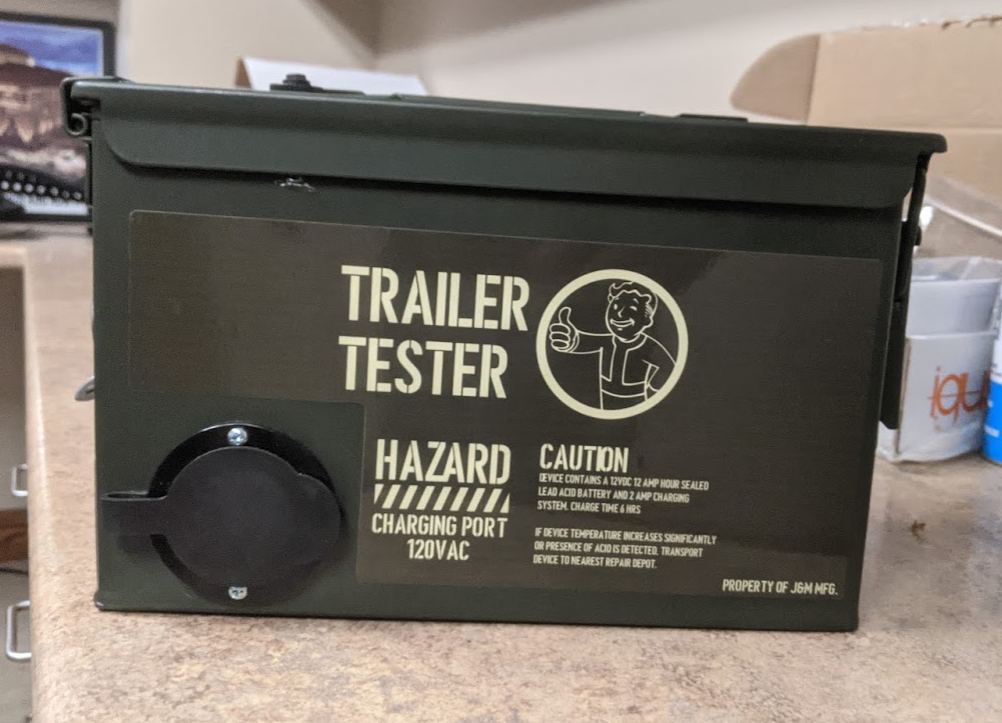 TRAILER
TESTER
HAZARD
CHARGING PORT
120VAC
CAUTION
DEVICE CONTAINS A 12VDC 12 AMP HOUR SEALED
LEAD ACID BATTERY AND 2 AMP CHARGING
SYSTEM. CHARGE TIME 6 HRS
IF DEVICE TEMPERATURE INCREASES SIGNIFICANTLY
OR PRESENCE OF ACID IS DETECTED, TRANSPORT
DEVICE TO NEAREST REPAIR DEPOT.
PROPERTY OF J&M MFG.